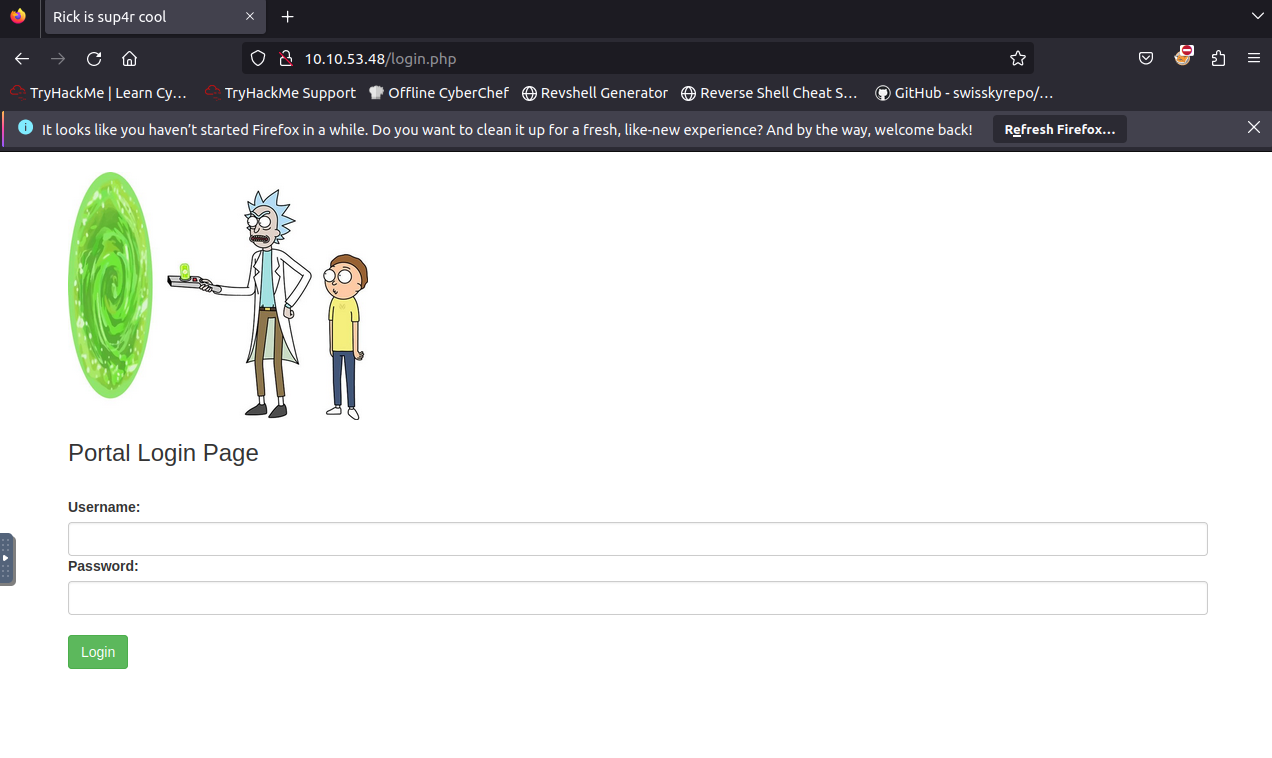 Rick is sup4r cool
10.10.53.48/login.php
TryHackMe | Learn Cy… TryHackMe Support Offline CyberChef Revshell Generator Reverse Shell Cheat S… GitHub - swisskyrepo/…
It looks like you haven’t started Firefox in a while. Do you want to clean it up for a fresh, like-new experience? And by the way, welcome back! Refresh Firefox…
Portal Login Page
Username:
Password:
Login